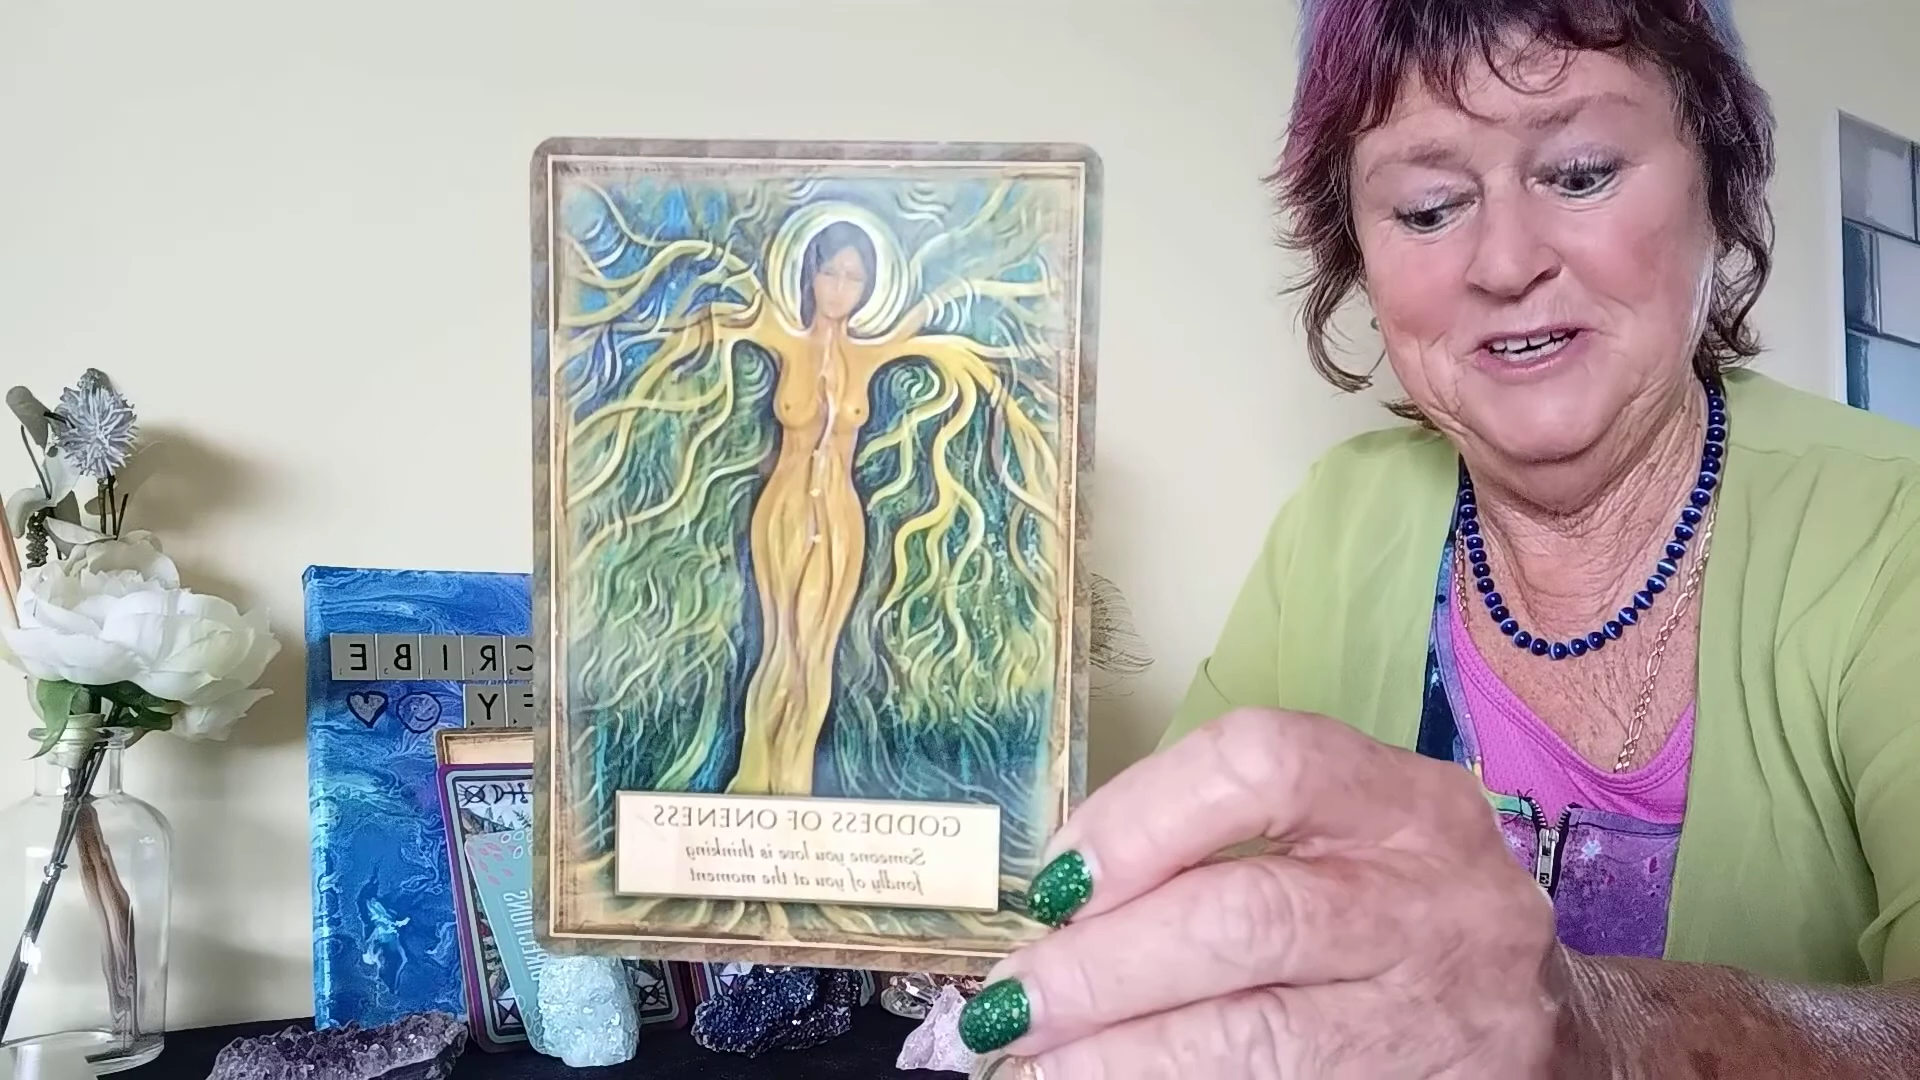 CRIBE
EY
GODDESS OF ONENESS
Someone you love is thinking
fondly of you at the moment